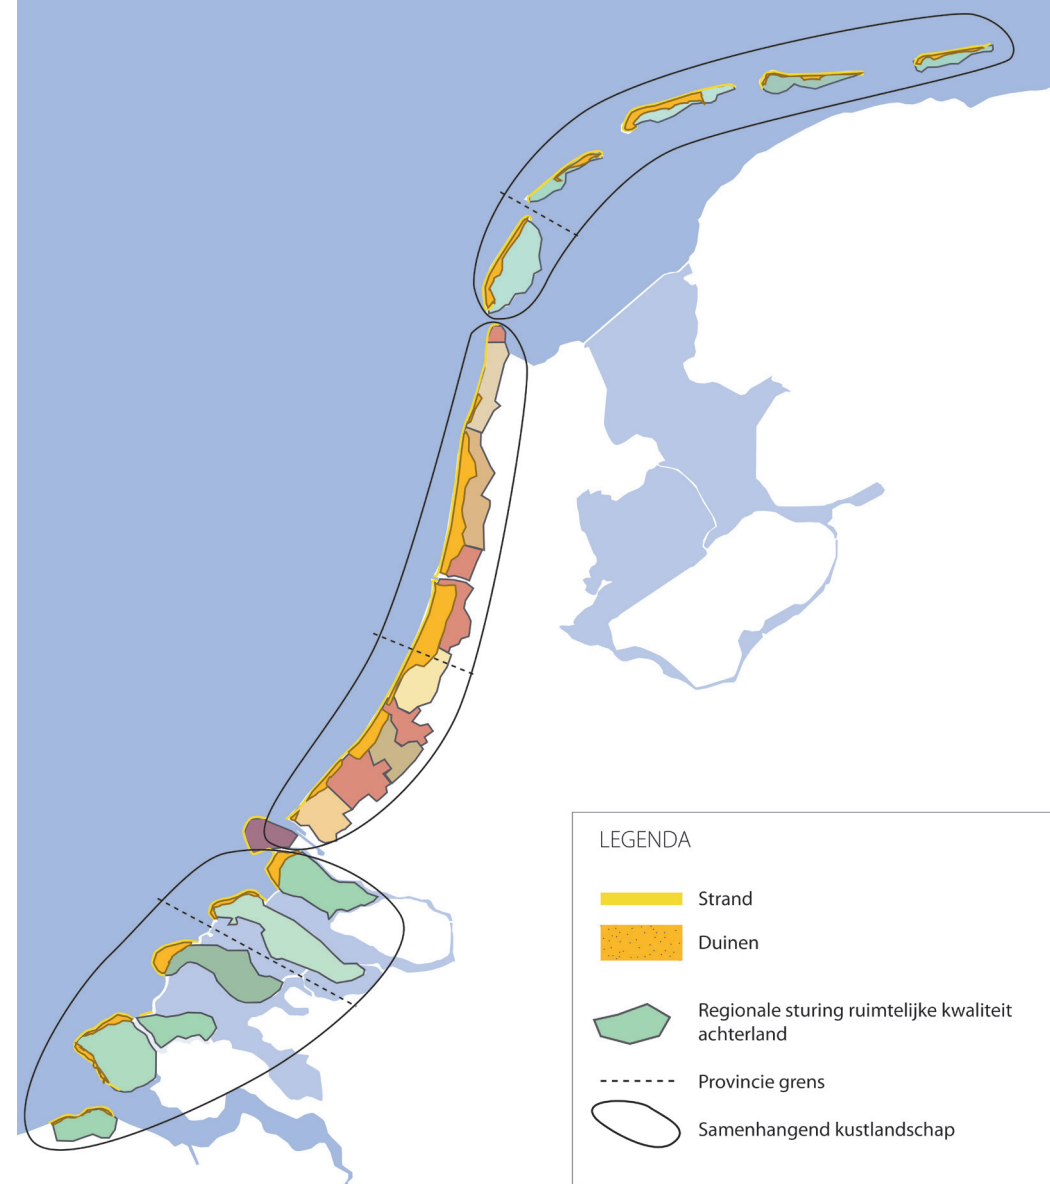 LEGENDA
Strand
Duinen
Regionale sturing ruimtelijke kwaliteit
achterland
Provincie grens
Samenhangend kustlandschap